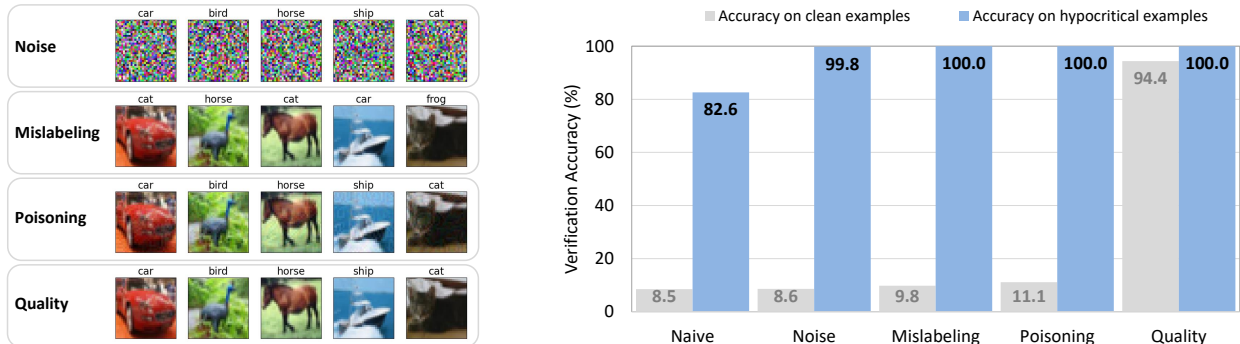 car bird horse ship cat
Noise
cat horse cat car frog
Mislabeling
car bird horse ship cat
Poisoning
car bird horse ship cat
Quality
Accuracy on clean examples Accuracy on hypocritical examples
Verification Accuracy (%)
100
80
60
40
20
0
8.5 82.6
8.6 99.8
9.8 100.0
11.1 100.0
94.4 100.0
Naive Noise Mislabeling Poisoning Quality